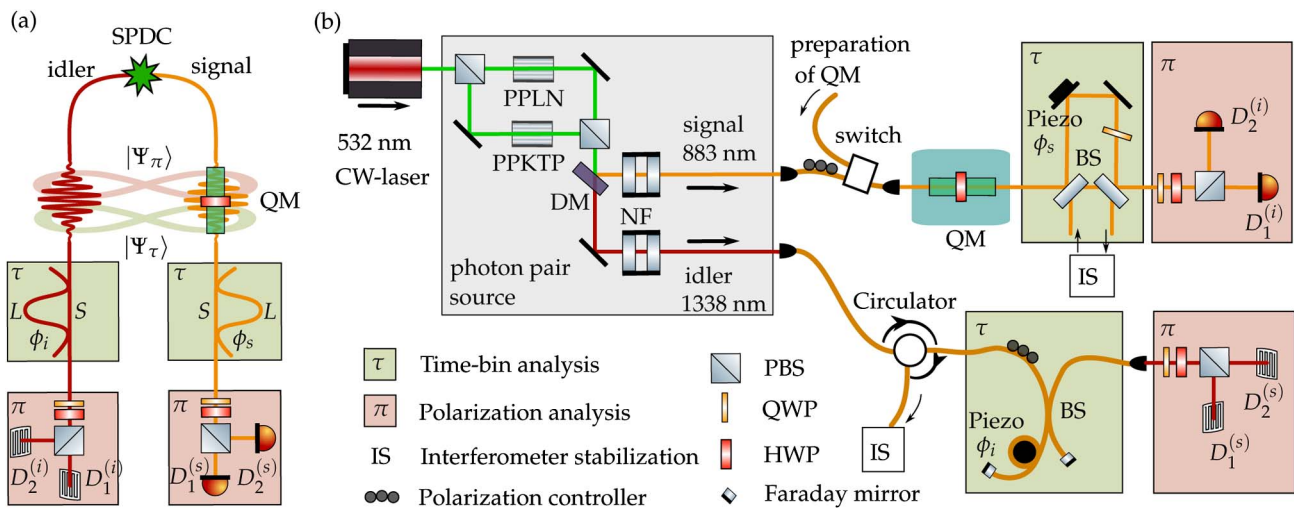 (a)
SPDC
idler
signal
|Ψπ⟩
QM
|Ψτ⟩
τ
L
S
ϕi
τ
S
L
ϕs
π
D2(i)
D1(i)
π
D1(s)
D2(s)
(b)
532 nm
CW-laser
PPLN
PPKTP
DM
NF
photon pair
source
signal
883 nm
idler
1338 nm
preparation
of QM
switch
QM
τ
Piezo
ϕs
BS
IS
π
D2(i)
D1(i)
Circulator
IS
τ
Piezo
ϕi
BS
π
D2(s)
D1(s)
τ Time-bin analysis
π Polarization analysis
IS Interferometer stabilization
Polarization controller
PBS
QWP
HWP
Faraday mirror